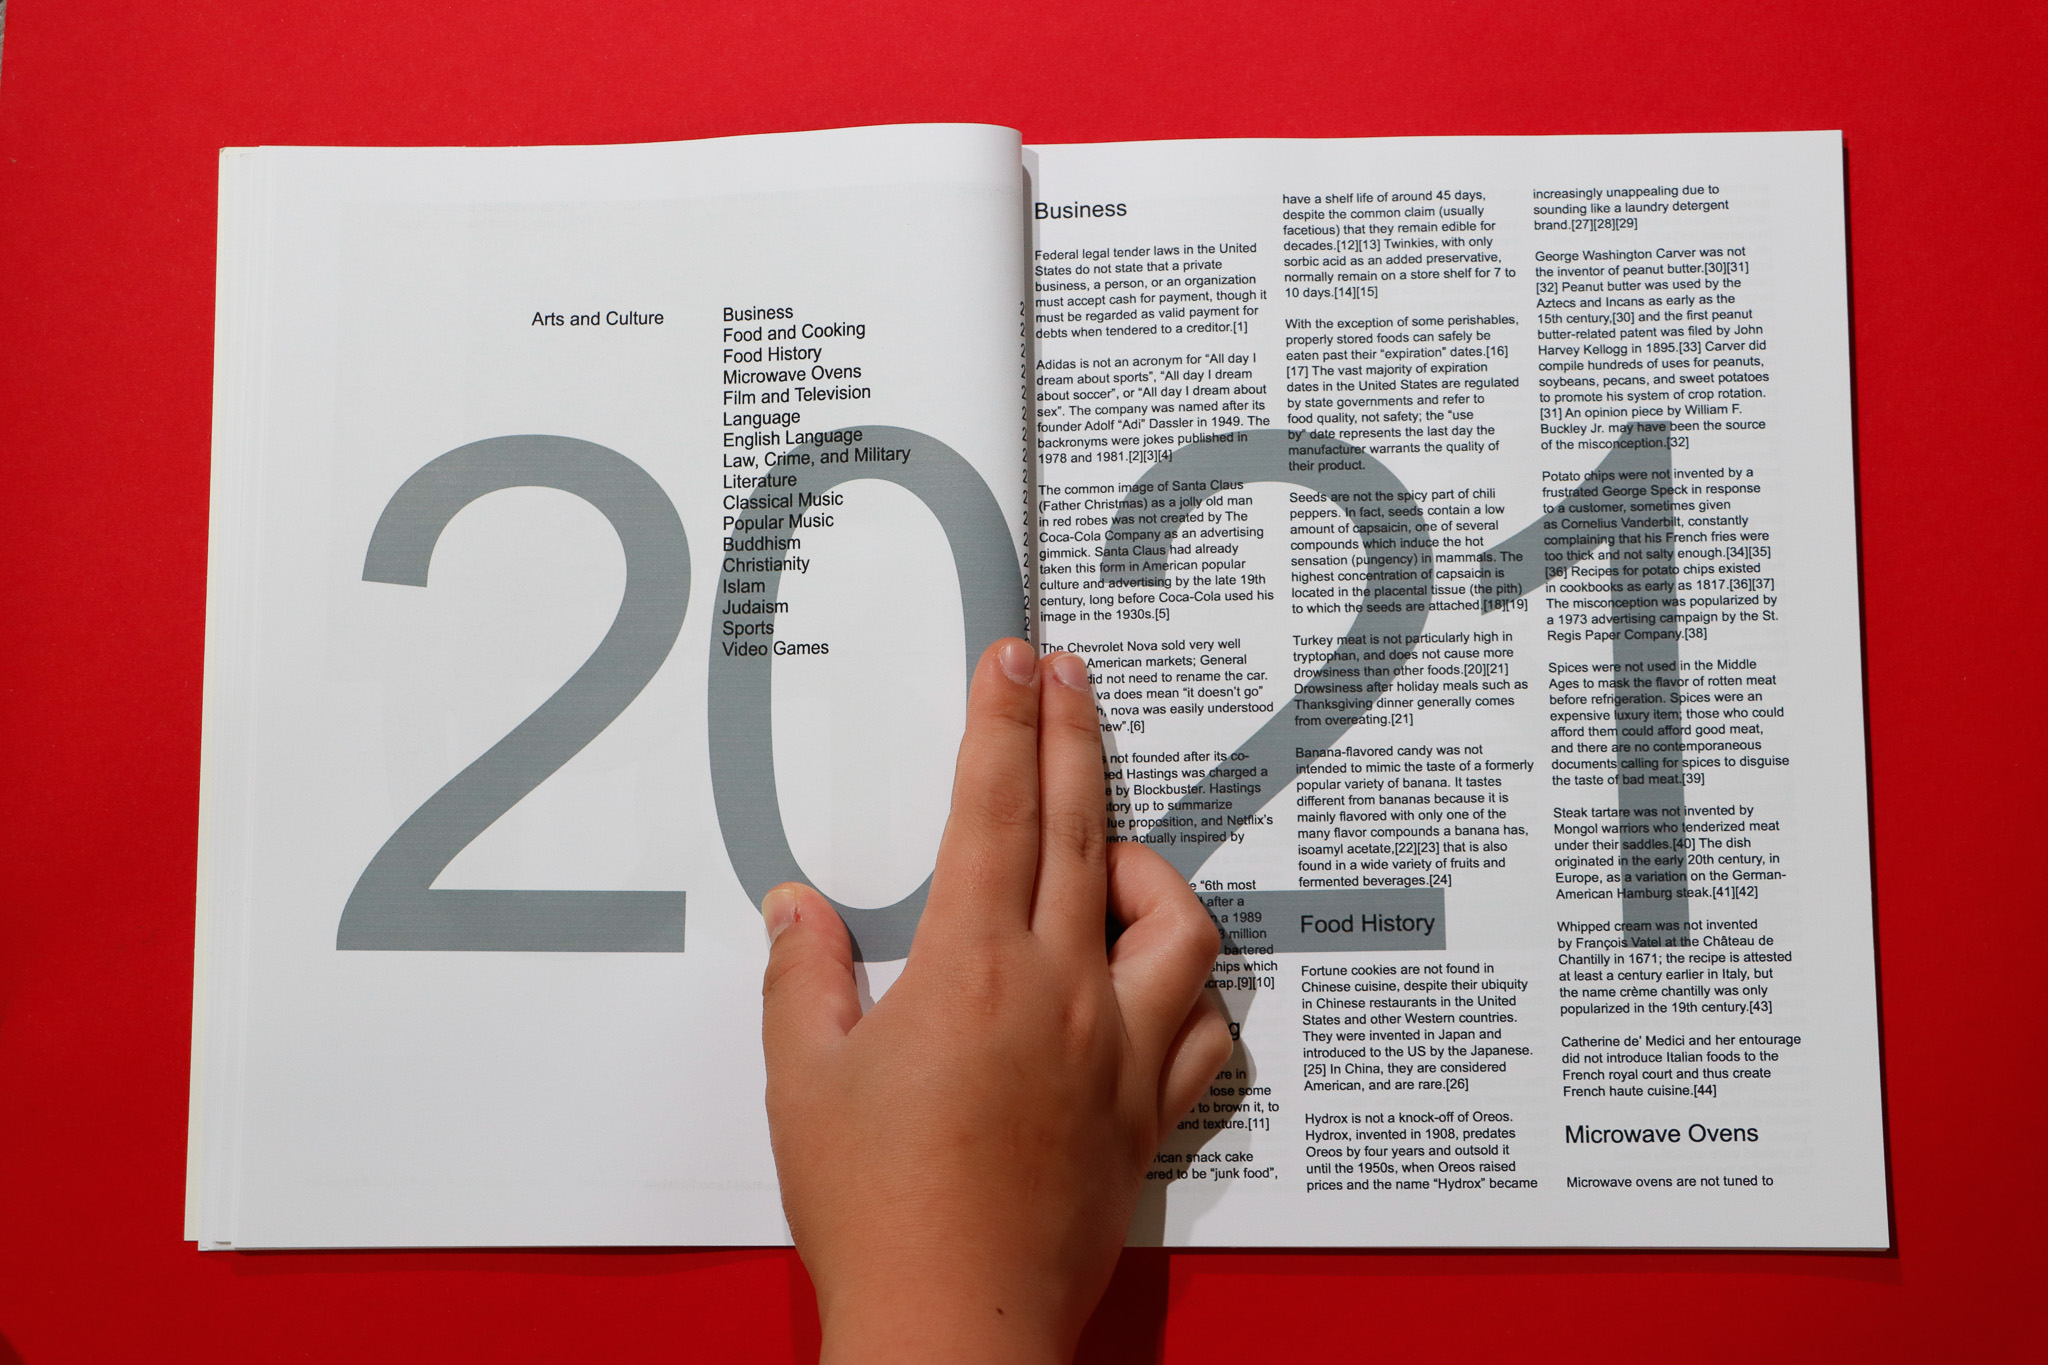 Arts and Culture
Business
Food and Cooking
Food History
Microwave Ovens
Film and Television
Language
English Language
Law, Crime, and Military
Literature
Classical Music
Popular Music
Buddhism
Christianity
Islam
Judaism
Sports
Video Games
2021
Business
Federal legal tender laws in the United
States do not state that a private
business, a person, or an organization
must accept cash for payment, though it
must be regarded as valid payment for
debts when tendered to a creditor.[1]
Adidas is not an acronym for “All day I
dream about sports”, “All day I dream
about soccer”, or “All day I dream about
sex”. The company was named after its
founder Adolf “Adi” Dassler in 1949. The
backronyms were jokes published in
1978 and 1981.[2][3][4]
The common image of Santa Claus
(Father Christmas) as a jolly old man
in red robes was not created by The
Coca-Cola Company as an advertising
gimmick. Santa Claus had already
taken this form in American popular
culture and advertising by the late 19th
century, long before Coca-Cola used his
image in the 1930s.[5]
The Chevrolet Nova sold very well
American markets; General
did not need to rename the car.
va does mean “it doesn’t go”
h, nova was easily understood
new”.[6]
not founded after its co-
ed Hastings was charged a
e by Blockbuster. Hastings
tory up to summarize
lue proposition, and Netflix’s
were actually inspired by
e “6th most
after a
n a 1989
3 million
bartered
ships which
scrap.[9][10]
g
are in
lose some
s to brown it, to
and texture.[11]
rican snack cake
ered to be “junk food”,
have a shelf life of around 45 days,
despite the common claim (usually
facetious) that they remain edible for
decades.[12][13] Twinkies, with only
sorbic acid as an added preservative,
normally remain on a store shelf for 7 to
10 days.[14][15]
With the exception of some perishables,
properly stored foods can safely be
eaten past their “expiration” dates.[16]
[17] The vast majority of expiration
dates in the United States are regulated
by state governments and refer to
food quality, not safety; the “use
by” date represents the last day the
manufacturer warrants the quality of
their product.
Seeds are not the spicy part of chili
peppers. In fact, seeds contain a low
amount of capsaicin, one of several
compounds which induce the hot
sensation (pungency) in mammals. The
highest concentration of capsaicin is
located in the placental tissue (the pith)
to which the seeds are attached.[18][19]
Turkey meat is not particularly high in
tryptophan, and does not cause more
drowsiness than other foods.[20][21]
Drowsiness after holiday meals such as
Thanksgiving dinner generally comes
from overeating.[21]
Banana-flavored candy was not
intended to mimic the taste of a formerly
popular variety of banana. It tastes
different from bananas because it is
mainly flavored with only one of the
many flavor compounds a banana has,
isoamyl acetate,[22][23] that is also
found in a wide variety of fruits and
fermented beverages.[24]
Food History
Fortune cookies are not found in
Chinese cuisine, despite their ubiquity
in Chinese restaurants in the United
States and other Western countries.
They were invented in Japan and
introduced to the US by the Japanese.
[25] In China, they are considered
American, and are rare.[26]
Hydrox is not a knock-off of Oreos.
Hydrox, invented in 1908, predates
Oreos by four years and outsold it
until the 1950s, when Oreos raised
prices and the name “Hydrox” became
increasingly unappealing due to
sounding like a laundry detergent
brand.[27][28][29]
George Washington Carver was not
the inventor of peanut butter.[30][31]
[32] Peanut butter was used by the
Aztecs and Incans as early as the
15th century,[30] and the first peanut
butter-related patent was filed by John
Harvey Kellogg in 1895.[33] Carver did
compile hundreds of uses for peanuts,
soybeans, pecans, and sweet potatoes
to promote his system of crop rotation.
[31] An opinion piece by William F.
Buckley Jr. may have been the source
of the misconception.[32]
Potato chips were not invented by a
frustrated George Speck in response
to a customer, sometimes given
as Cornelius Vanderbilt, constantly
complaining that his French fries were
too thick and not salty enough.[34][35]
[36] Recipes for potato chips existed
in cookbooks as early as 1817.[36][37]
The misconception was popularized by
a 1973 advertising campaign by the St.
Regis Paper Company.[38]
Spices were not used in the Middle
Ages to mask the flavor of rotten meat
before refrigeration. Spices were an
expensive luxury item; those who could
afford them could afford good meat,
and there are no contemporaneous
documents calling for spices to disguise
the taste of bad meat.[39]
Steak tartare was not invented by
Mongol warriors who tenderized meat
under their saddles.[40] The dish
originated in the early 20th century, in
Europe, as a variation on the German-
American Hamburg steak.[41][42]
Whipped cream was not invented
by François Vatel at the Château de
Chantilly in 1671; the recipe is attested
at least a century earlier in Italy, but
the name crème chantilly was only
popularized in the 19th century.[43]
Catherine de’ Medici and her entourage
did not introduce Italian foods to the
French royal court and thus create
French haute cuisine.[44]
Microwave Ovens
Microwave ovens are not tuned to